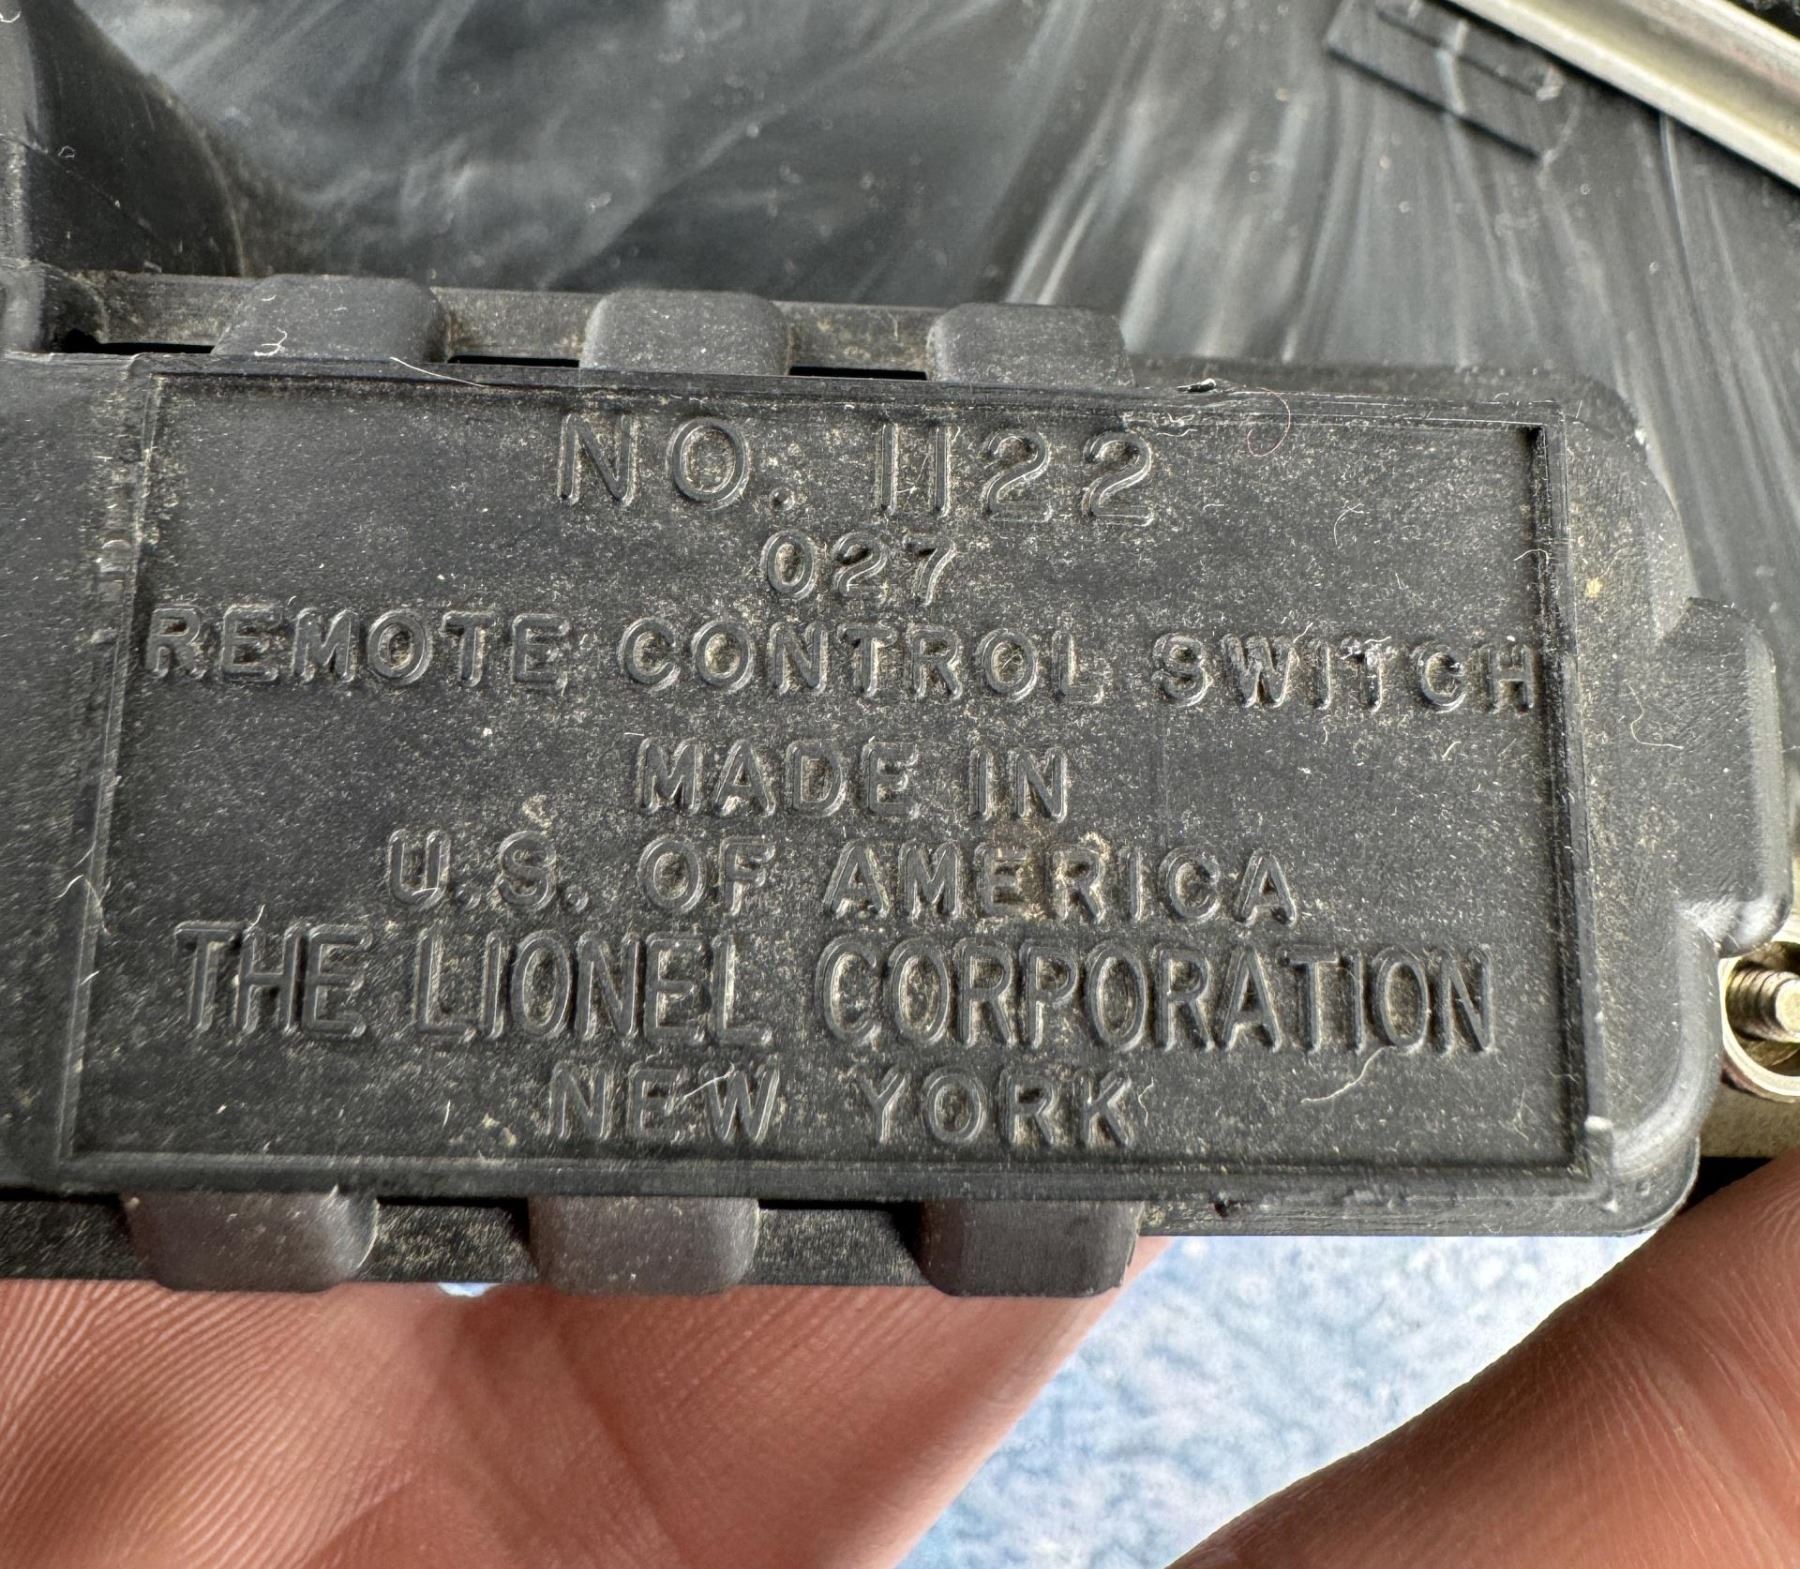 NO. 1122
027
REMOTE CONTROL SWITCH
MADE IN
U.S. OF AMERICA
THE LIONEL CORPORATION
NEW YORK